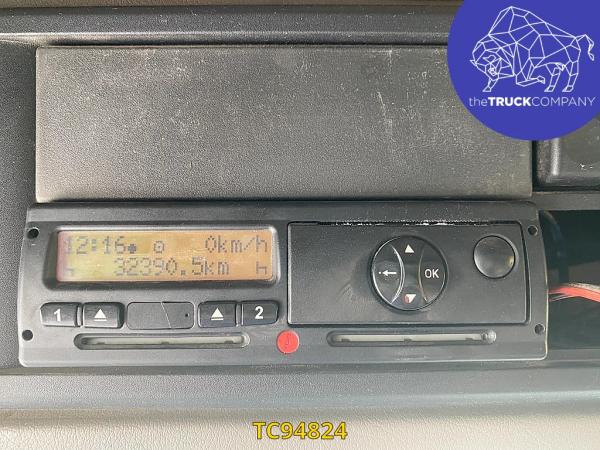 theTRUCKCOMPANY
12:16 0km/h
32390.5km
OK
1 2
TC94824